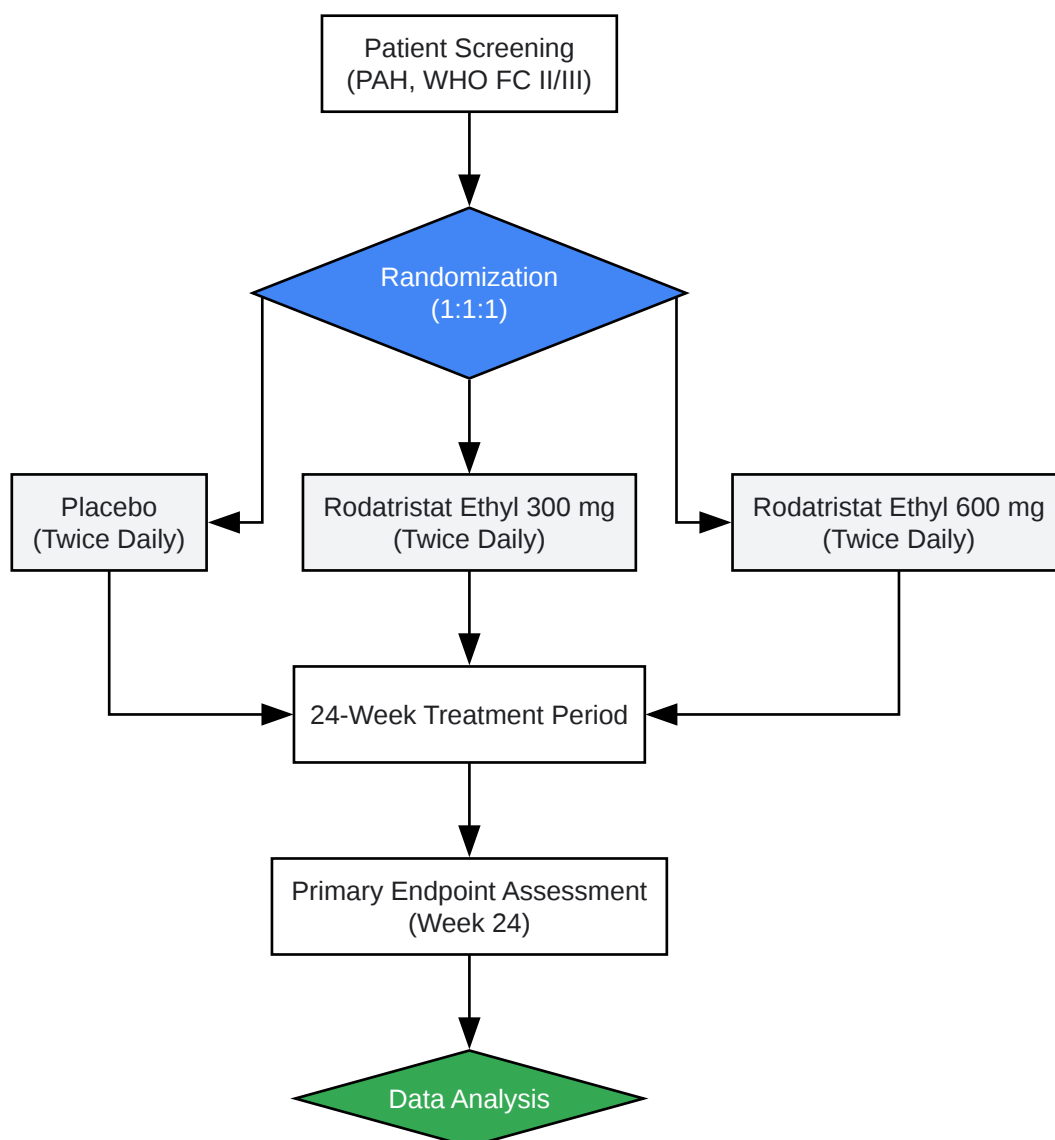 Patient Screening
(PAH, WHO FC II/III)
Randomization
(1:1:1)
Placebo
(Twice Daily)
Rodatristat Ethyl 300 mg
(Twice Daily)
Rodatristat Ethyl 600 mg
(Twice Daily)
24-Week Treatment Period
Primary Endpoint Assessment
(Week 24)
Data Analysis